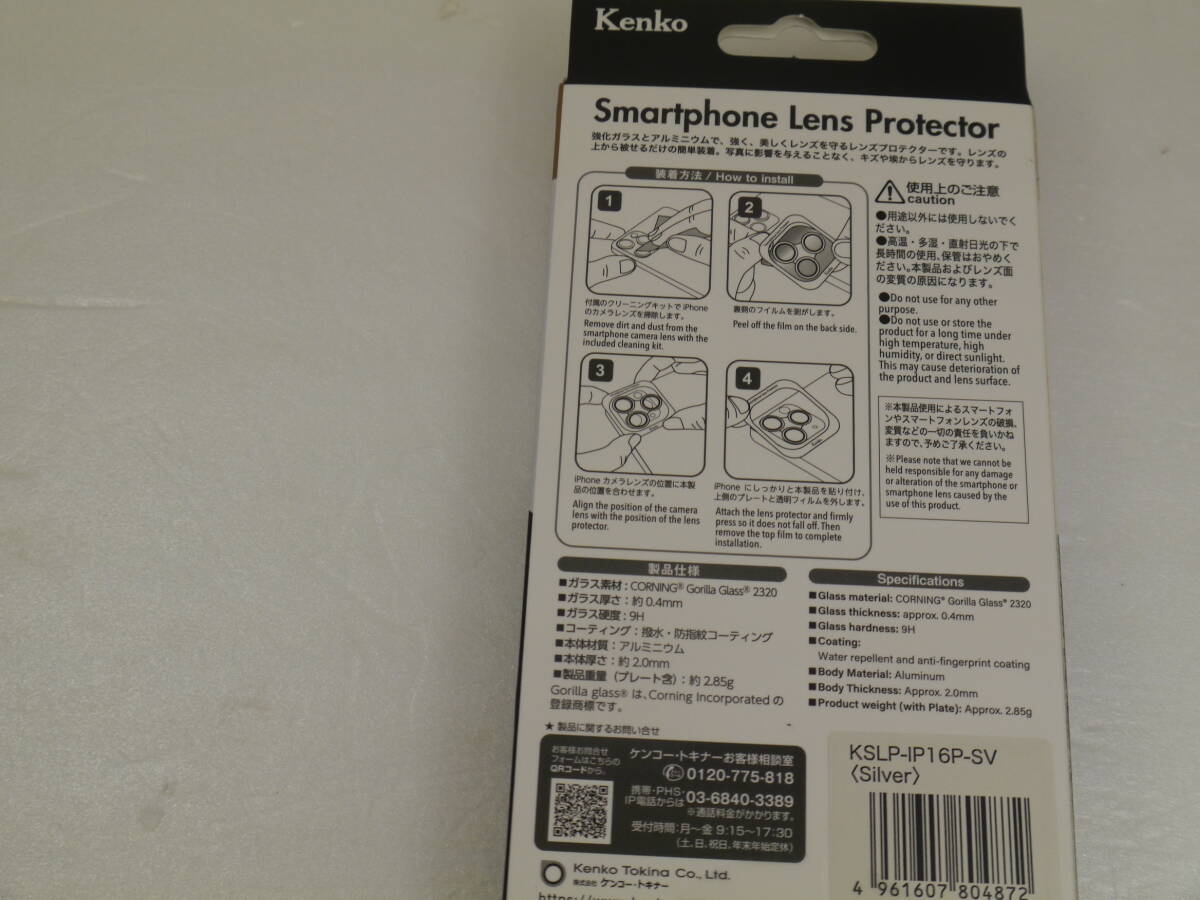 Kenko
Smartphone Lens Protector
強化ガラスとアルミニウムで、強く、美しくレンズを守るレンズプロテクターです。レンズの
上から被せるだけの簡単装着。写真に影響を与えることなく、キズや埃からレンズを守ります。
装着方法 / How to install
1
付属のクリーニングキットで iPhone
のカメラレンズを掃除します。
Remove dirt and dust from the
smartphone camera lens with the
included cleaning kit.
2
裏側のフイルムを剥がします。
Peel off the film on the back side.
3
iPhone カメラレンズの位置に本製
品の位置を合わせます。
Align the position of the camera
lens with the position of the lens
protector.
4
iPhone にしっかりと本製品を貼り付け、
上側のプレートと透明フィルムを外します。
Attach the lens protector and firmly
press so it does not fall off. Then
remove the top film to complete
installation.
使用上のご注意
caution
●用途以外には使用しないでく
ださい。
●高温・多湿・直射日光の下で
長時間の使用、保管はおやめく
ださい。本製品およびレンズ面
の変質の原因になります。
●Do not use for any other
purpose.
●Do not use or store the
product for a long time under
high temperature, high
humidity, or direct sunlight.
This may cause deterioration of
the product and lens surface.
※本製品使用によるスマートフォ
ンやスマートフォンレンズの破損、
変質などの一切の責任を負いかね
ますので、予めご了承ください。
※Please note that we cannot be
held responsible for any damage
or alteration of the smartphone or
smartphone lens caused by the
use of this product.
製品仕様
■ガラス素材：CORNING® Gorilla Glass® 2320
■ガラス厚さ：約 0.4mm
■ガラス硬度：9H
■コーティング：撥水・防指紋コーティング
■本体材質：アルミニウム
■本体厚さ：約 2.0mm
■製品重量（プレート含）：約 2.85g
Gorilla glass® は、Corning Incorporated の
登録商標です。
Specifications
■Glass material: CORNING® Gorilla Glass® 2320
■Glass thickness: approx. 0.4mm
■Glass hardness: 9H
■Coating:
Water repellent and anti-fingerprint coating
■Body Material: Aluminum
■Body Thickness: Approx. 2.0mm
■Product weight (with Plate): Approx. 2.85g
★ 製品に関するお問い合せ
お客様お問合せ
フォームはこちらの
QRコードから。
ケンコー・トキナーお客様相談室
0120-775-818
携帯・PHS・
IP電話からは 03-6840-3389
※通話料金がかかります。
受付時間：月～金 9:15～17:30
（土、日、祝日、年末年始定休）
Kenko Tokina Co., Ltd.
株式会社 ケンコー・トキナー
KSLP-IP16P-SV
〈Silver〉
4 961607 804872